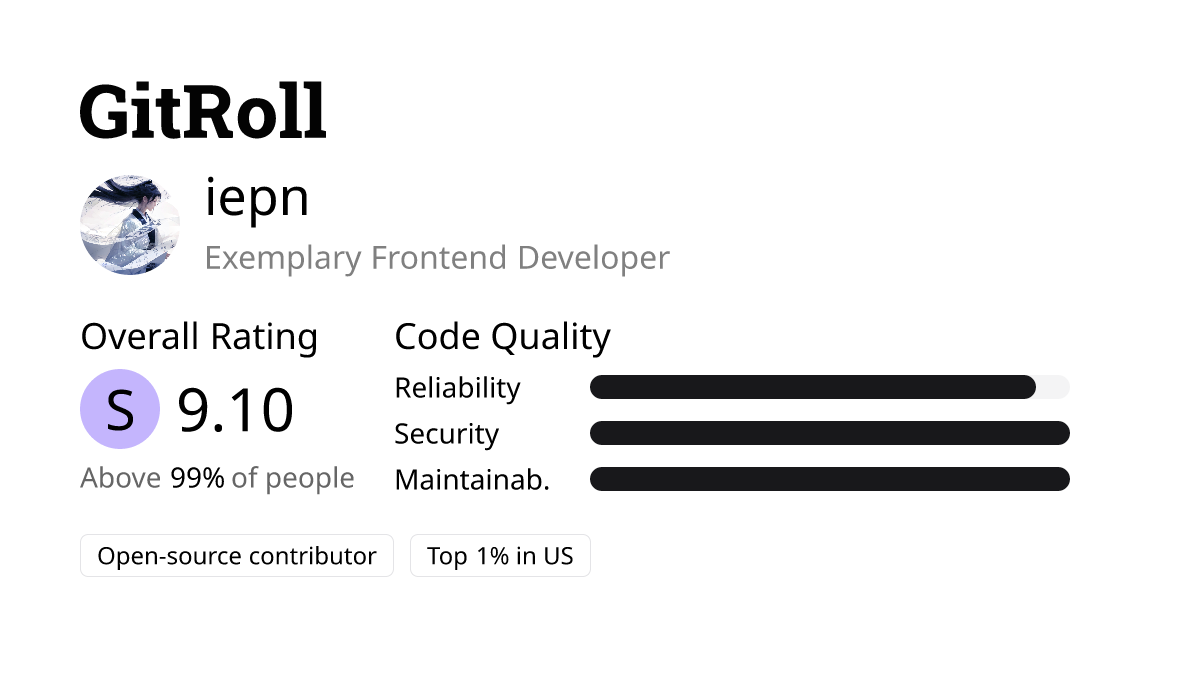 GitRoll
iepn
Exemplary Frontend Developer
Overall Rating
S 9.10
Above 99% of people
Code Quality
Reliability
Security
Maintainab.
Open-source contributor
Top 1% in US